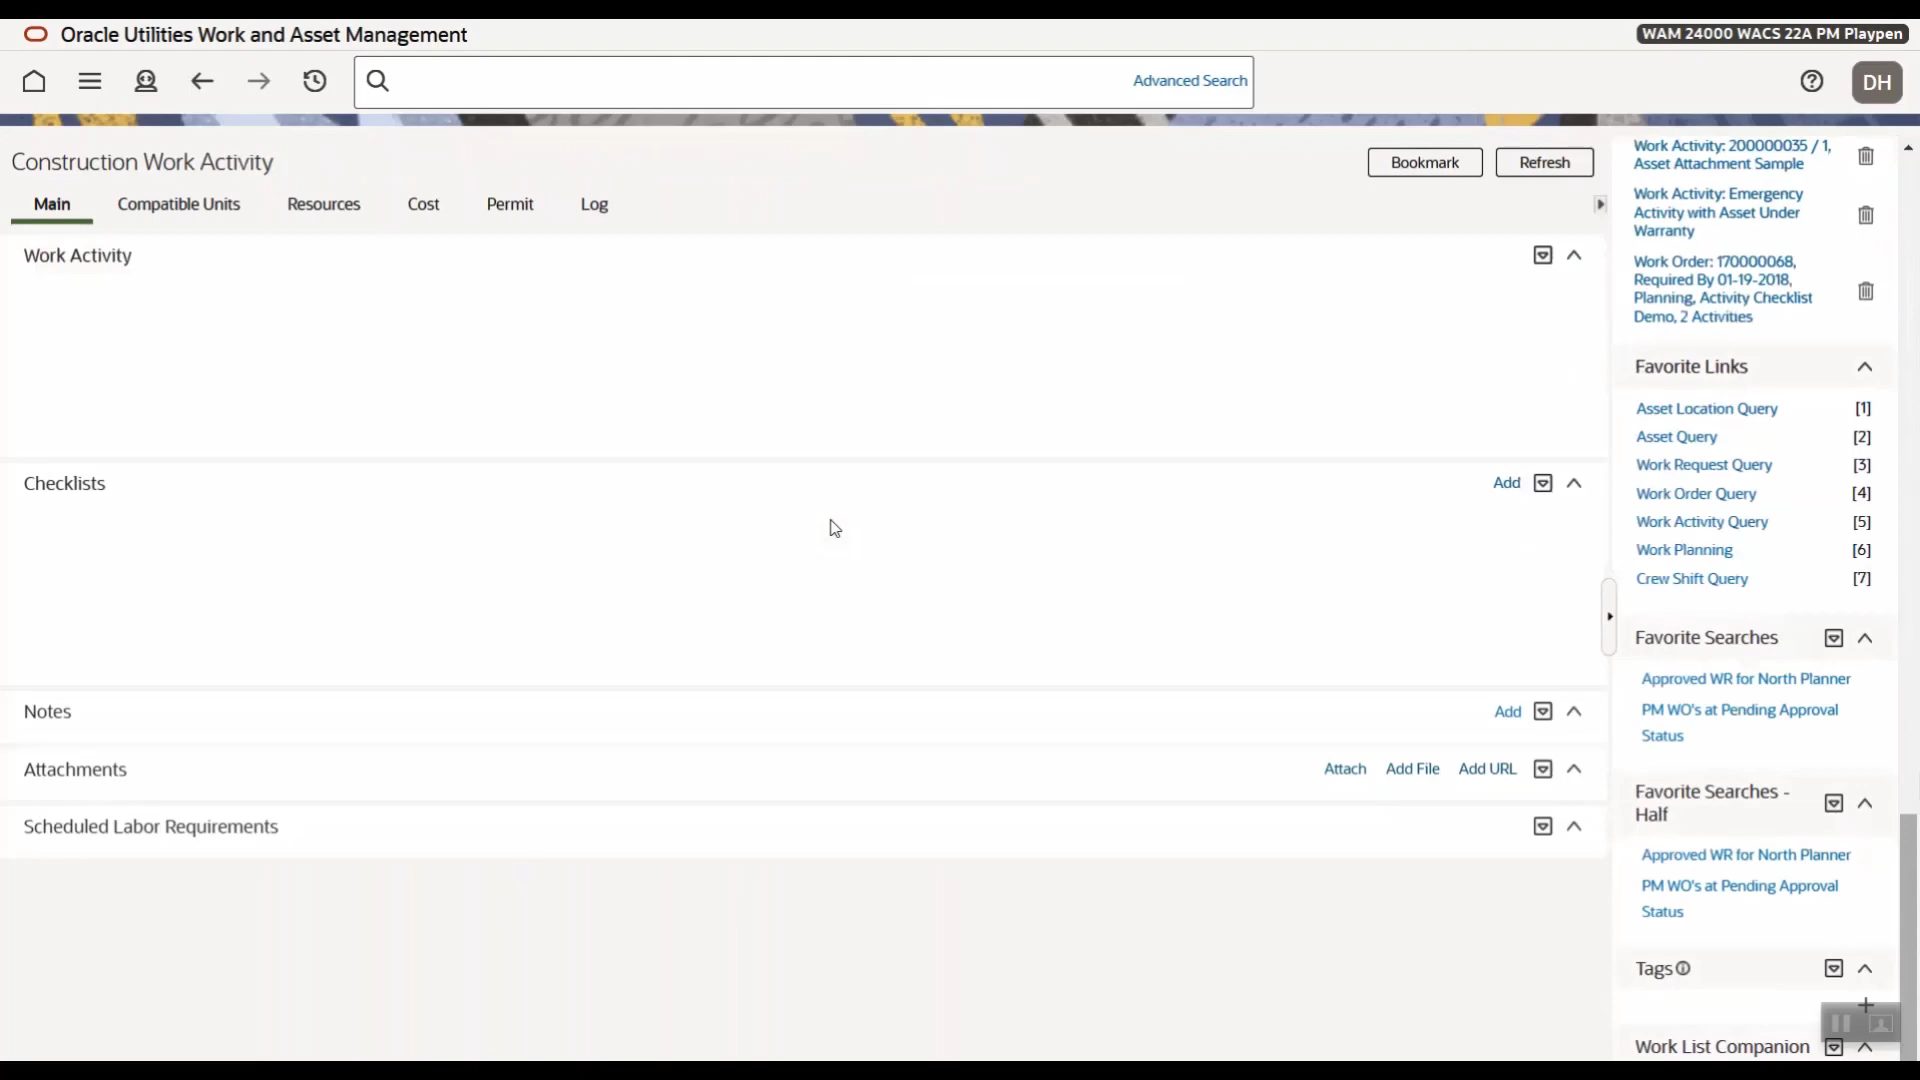 Oracle Utilities Work and Asset Management
WAM 24000 WACS 22A PM Playpen
Advanced Search
DH
Construction Work Activity
Bookmark
Refresh
Main
Compatible Units
Resources
Cost
Permit
Log
Work Activity
Checklists
Add
Notes
Add
Attachments
Attach
Add File
Add URL
Scheduled Labor Requirements
Work Activity: 200000035 / 1,
Asset Attachment Sample
Work Activity: Emergency
Activity with Asset Under
Warranty
Work Order: 170000068,
Required By 01-19-2018,
Planning, Activity Checklist
Demo, 2 Activities
Favorite Links
Asset Location Query [1]
Asset Query [2]
Work Request Query [3]
Work Order Query [4]
Work Activity Query [5]
Work Planning [6]
Crew Shift Query [7]
Favorite Searches
Approved WR for North Planner
PM WO's at Pending Approval
Status
Favorite Searches -
Half
Approved WR for North Planner
PM WO's at Pending Approval
Status
Tags
Work List Companion